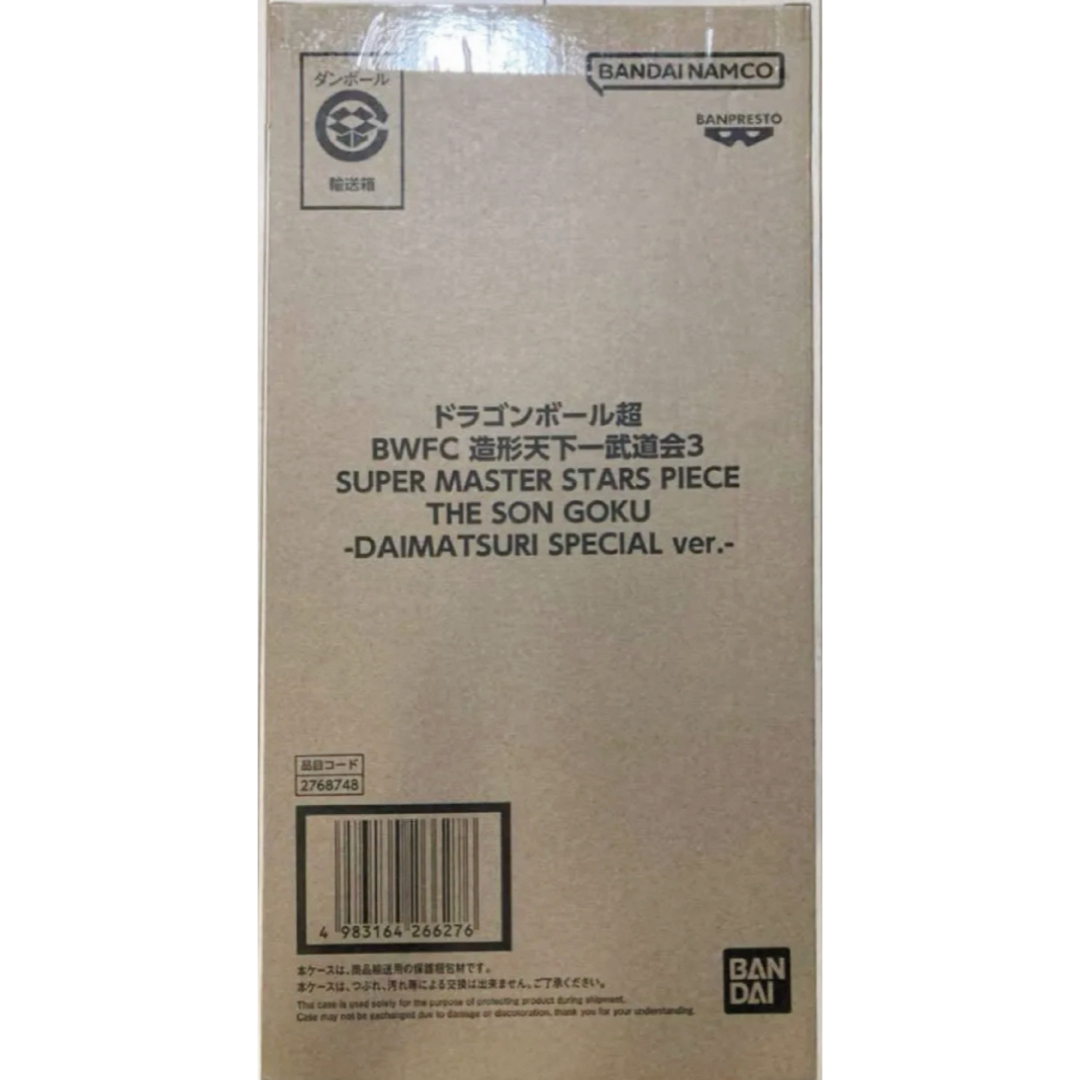 ダンボール
輸送箱
BANDAI NAMCO
BANPRESTO
ドラゴンボール超
BWFC 造形天下一武道会3
SUPER MASTER STARS PIECE
THE SON GOKU
-DAIMATSURI SPECIAL ver.-
品目コード
2768748
4 983164 266276
本ケースは、商品輸送用の保護梱包材です。
本ケースは、つぶれ、汚れ等による交換は出来ません。ご了承ください。
This case is used solely for the purpose of protecting product during shipment.
Case may not be exchanged due to damage or discoloration, thank you for your understanding.
BAN
DAI